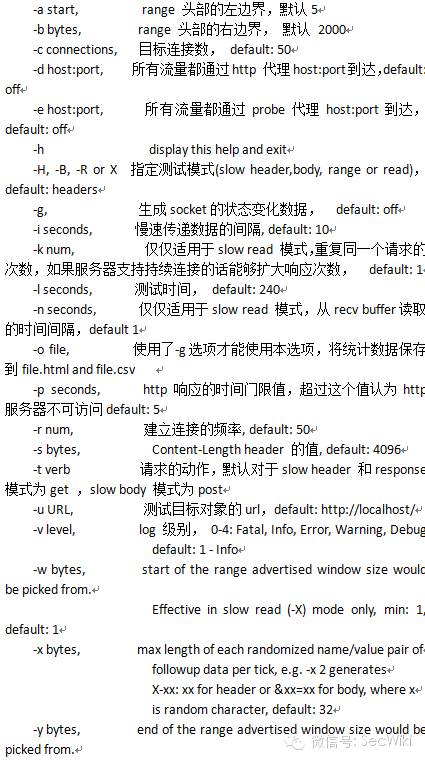 -a start, range 头部的左边界，默认 5
-b bytes, range 头部的右边界， 默认 2000
-c connections, 目标连接数， default: 50
-d host:port, 所有流量都通过http 代理 host:port 到达，default:
off
-e host:port, 所有流量都通过 probe 代理 host:port 到达，
default: off
-h display this help and exit
-H, -B, -R or X 指定测试模式(slow header,body, range or read)，
default: headers
-g, 生成 socket 的状态变化数据， default: off
-i seconds, 慢速传递数据的间隔, default: 10
-k num, 仅仅适用于 slow read 模式，重复同一个请求的
次数，如果服务器支持持续连接的话能够扩大响应次数， default: 1
-l seconds, 测试时间， default: 240
-n seconds, 仅仅适用于 slow read 模式，从 recv buffer 读取
的时间间隔，default 1
-o file, 使用了-g 选项才能使用本选项，将统计数据保存
到 file.html and file.csv
-p seconds, http 响应的时间门限值，超过这个值认为 http
服务器不可访问 default: 5
-r num, 建立连接的频率, default: 50
-s bytes, Content-Length header 的值, default: 4096
-t verb 请求的动作，默认对于 slow header 和 response
模式为 get ，slow body 模式为 post
-u URL, 测试目标对象的 url，default: http://localhost/
-v level, log 级别， 0-4: Fatal, Info, Error, Warning, Debug
default: 1 - Info
-w bytes, start of the range advertised window size would
be picked from.
Effective in slow read (-X) mode only, min: 1,
default: 1
-x bytes, max length of each randomized name/value pair of
followup data per tick, e.g. -x 2 generates
X-xx: xx for header or &xx=xx for body, where x
is random character, default: 32
-y bytes, end of the range advertised window size would be
picked from.
微信号: SecWiki